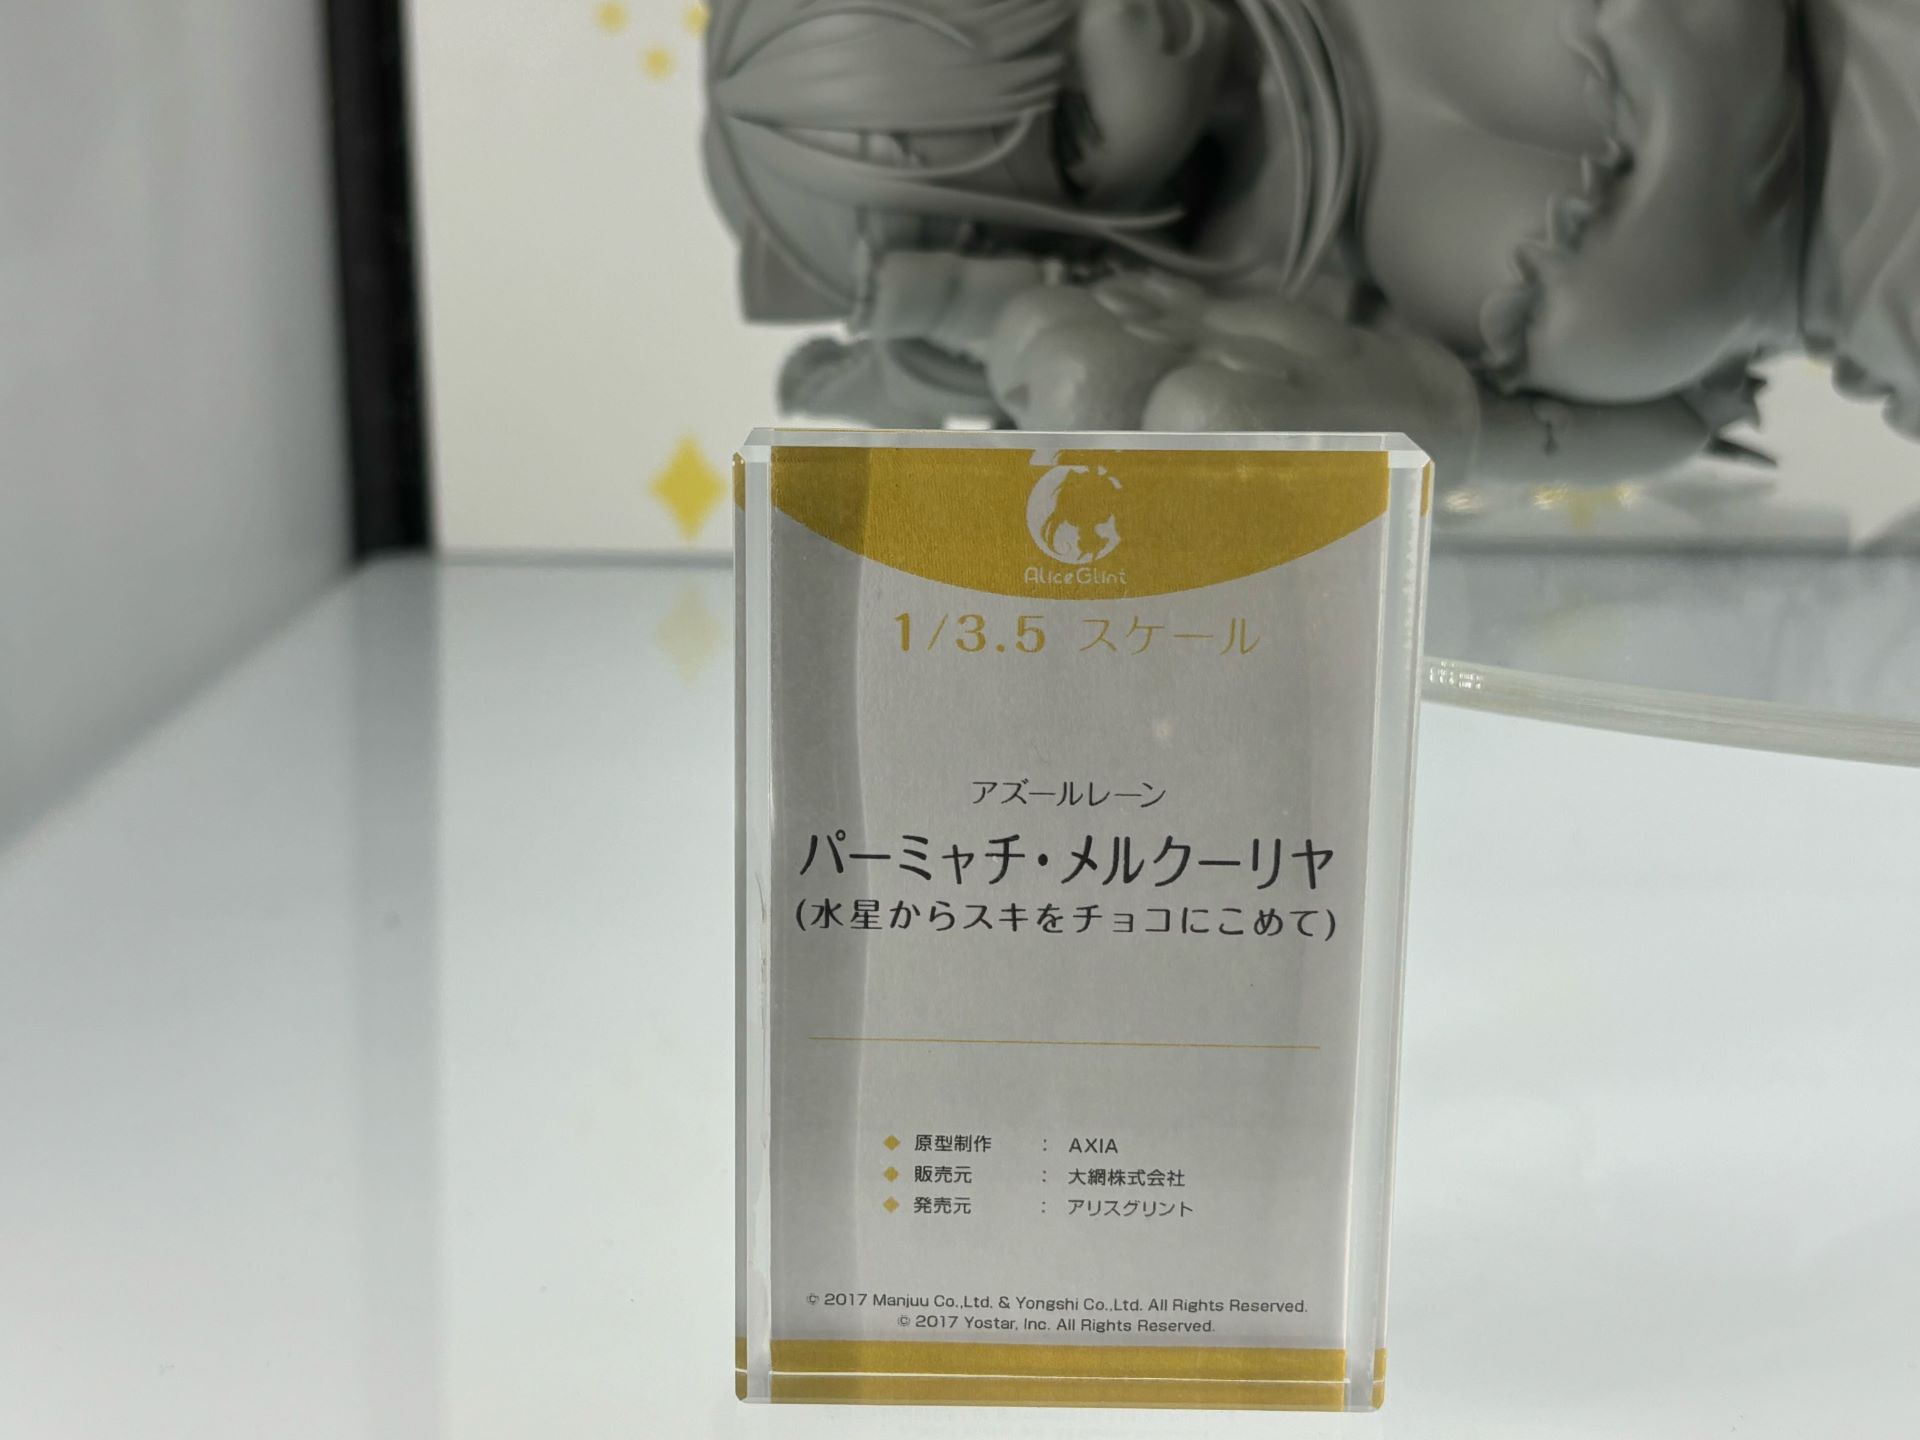 AliceGlint
1/3.5 スケール
アズールレーン
パーミャチ・メルクーリヤ
(水星からスキをチョコにこめて)
◆ 原型制作 : AXIA
◆ 販売元 : 大網株式会社
◆ 発売元 : アリスグリント
© 2017 Manjuu Co.,Ltd. & Yongshi Co.,Ltd. All Rights Reserved.
© 2017 Yostar, Inc. All Rights Reserved.